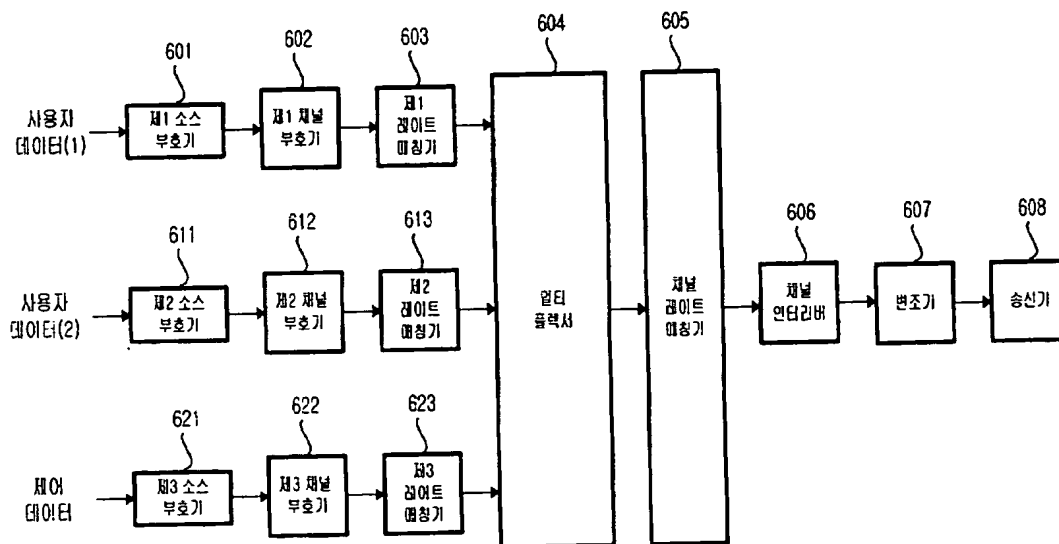 604
605
601
602
603
사용자
데이터(1)
제1 소스
부호기
제1 채널
부호기
제1
레이트
매칭기
611
612
613
606
607
608
사용자
데이터(2)
제2 소스
부호기
제2 채널
부호기
제2
레이트
매칭기
멀티
플렉서
채널
레이트
매칭기
채널
인터리버
변조기
송신기
621
622
623
제어
데이터
제3 소스
부호기
제3 채널
부호기
제3
레이트
매칭기